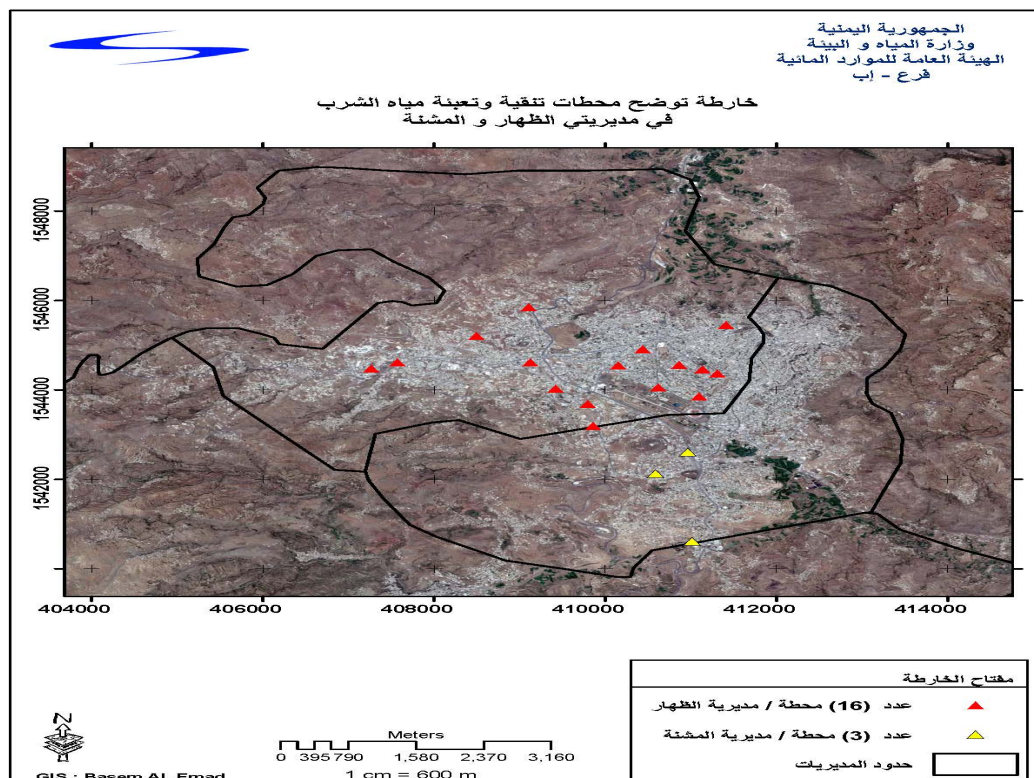 الجمهورية اليمنية
وزارة المياه و البيئة
الهيئة العامة للموارد المائية
فرع - إب
خارطة توضح محطات تنقية وتعبئة مياه الشرب
في مديريتي الظهار و المشنة
1548000
1546000
1544000
1542000
404000 406000 408000 410000 412000 414000
مفتاح الخارطة
عدد (16) محطة / مديرية الظهار
عدد (3) محطة / مديرية المشنة
حدود المديريات
N
Meters
0 395 790 1,580 2,370 3,160
1 cm = 600 m
GIS : Basem AL Emad